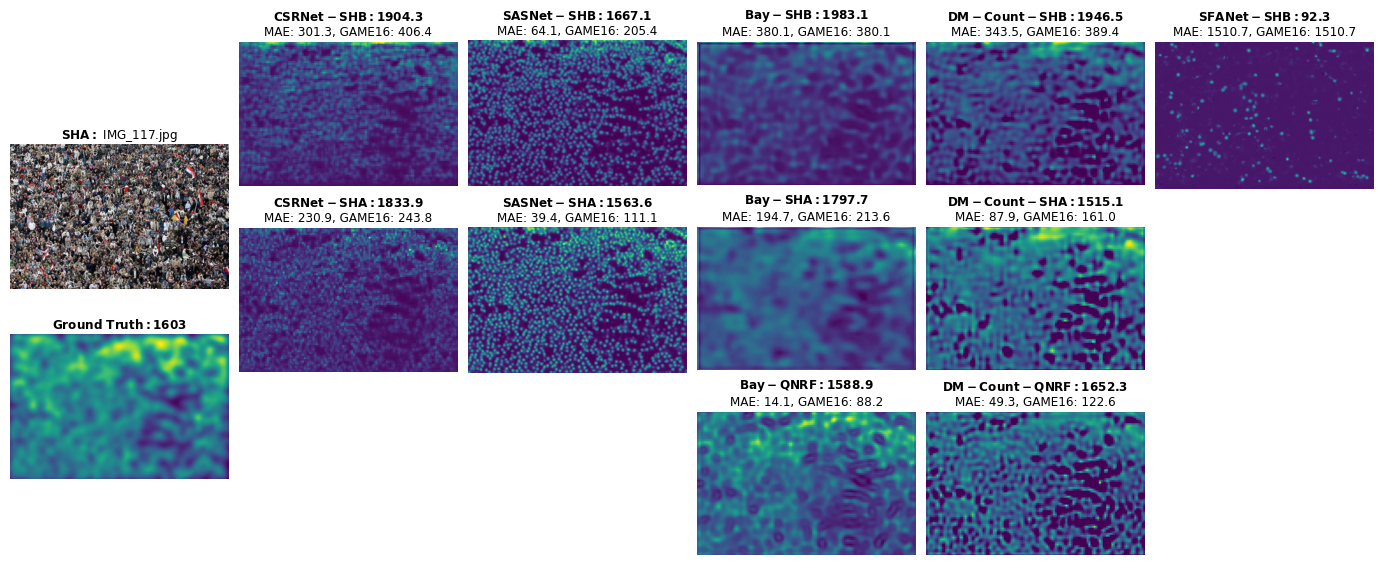 SHA: IMG_117.jpg
Ground Truth: 1603
CSRNet-SHB: 1904.3
MAE: 301.3, GAME16: 406.4
SASNet-SHB: 1667.1
MAE: 64.1, GAME16: 205.4
Bay-SHB: 1983.1
MAE: 380.1, GAME16: 380.1
DM-Count-SHB: 1946.5
MAE: 343.5, GAME16: 389.4
SFANet-SHB: 92.3
MAE: 1510.7, GAME16: 1510.7
CSRNet-SHA: 1833.9
MAE: 230.9, GAME16: 243.8
SASNet-SHA: 1563.6
MAE: 39.4, GAME16: 111.1
Bay-SHA: 1797.7
MAE: 194.7, GAME16: 213.6
DM-Count-SHA: 1515.1
MAE: 87.9, GAME16: 161.0
Bay-QNRF: 1588.9
MAE: 14.1, GAME16: 88.2
DM-Count-QNRF: 1652.3
MAE: 49.3, GAME16: 122.6